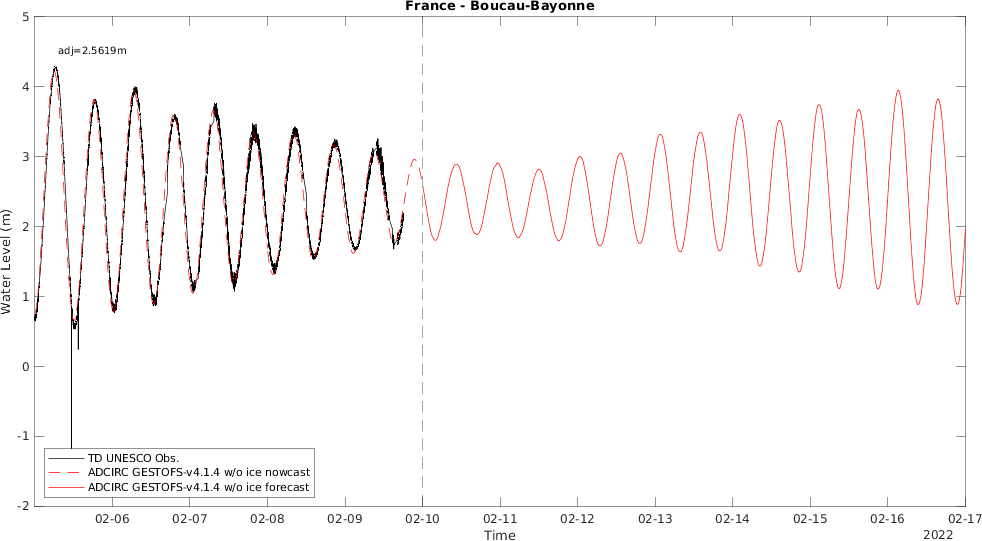 France - Boucau-Bayonne
adj=2.5619m
5
4
3
2
1
0
-1
-2
Water Level (m)
TD UNESCO Obs.
ADCIRC GESTOFS-v4.1.4 w/o ice nowcast
ADCIRC GESTOFS-v4.1.4 w/o ice forecast
02-06 02-07 02-08 02-09 02-10 02-11 02-12 02-13 02-14 02-15 02-16 02-17
Time
2022